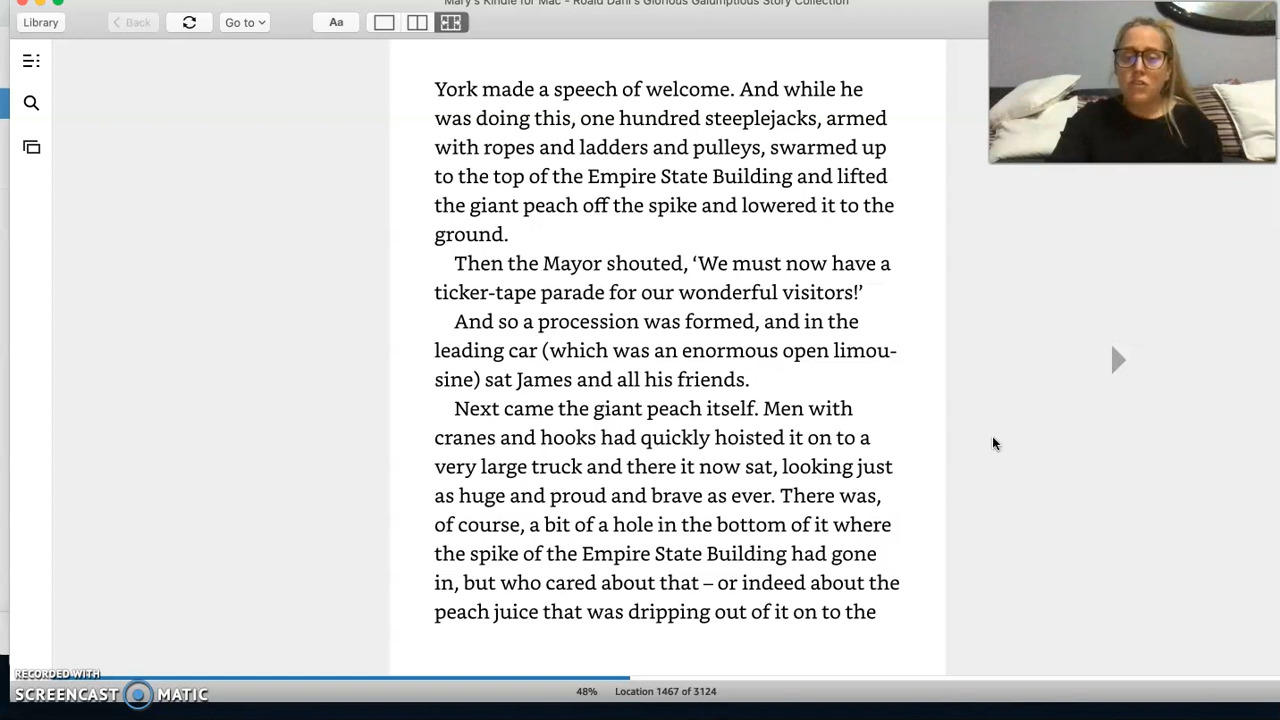 Mary's Kindle for Mac - Roald Dahl's Glorious Galumptious Story Collection
Library
Back
Go to
Aa
York made a speech of welcome. And while he
was doing this, one hundred steeplejacks, armed
with ropes and ladders and pulleys, swarmed up
to the top of the Empire State Building and lifted
the giant peach off the spike and lowered it to the
ground.
Then the Mayor shouted, ‘We must now have a
ticker-tape parade for our wonderful visitors!’
And so a procession was formed, and in the
leading car (which was an enormous open limou-
sine) sat James and all his friends.
Next came the giant peach itself. Men with
cranes and hooks had quickly hoisted it on to a
very large truck and there it now sat, looking just
as huge and proud and brave as ever. There was,
of course, a bit of a hole in the bottom of it where
the spike of the Empire State Building had gone
in, but who cared about that – or indeed about the
peach juice that was dripping out of it on to the
RECORDED WITH
SCREENCAST MATIC
48% Location 1467 of 3124